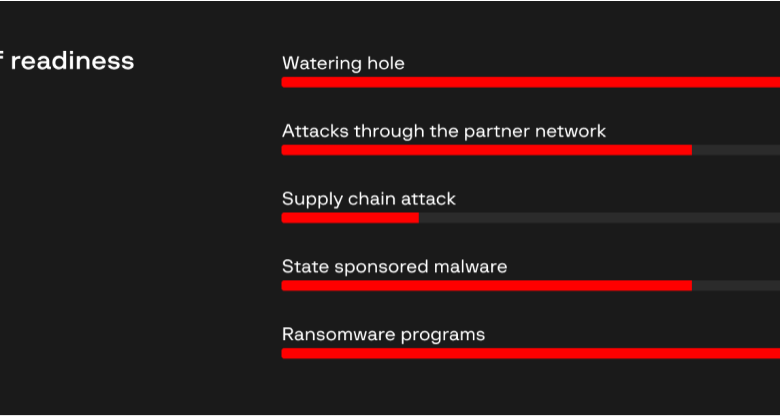 f readiness
Watering hole
Attacks through the partner network
Supply chain attack
State sponsored malware
Ransomware programs